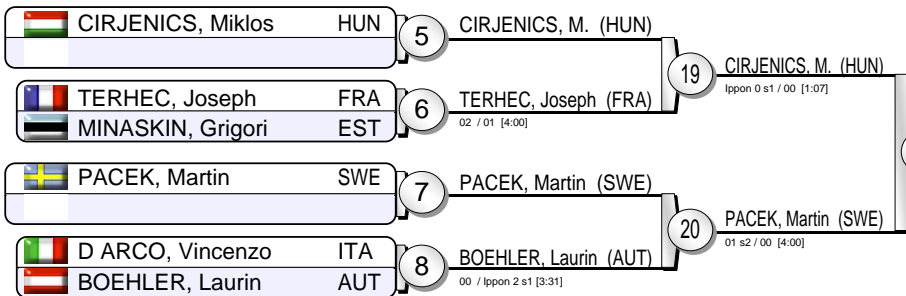 CIRJENICS, Miklos HUN
5
CIRJENICS, M. (HUN)
19
CIRJENICS, M. (HUN)
Ippon 0 s1 / 00 [1:07]
TERHEC, Joseph FRA
MINASKIN, Grigori EST
6
TERHEC, Joseph (FRA)
02 / 01 [4:00]
PACEK, Martin SWE
7
PACEK, Martin (SWE)
20
PACEK, Martin (SWE)
01 s2 / 00 [4:00]
D ARCO, Vincenzo ITA
BOEHLER, Laurin AUT
8
BOEHLER, Laurin (AUT)
00 / Ippon 2 s1 [3:31]